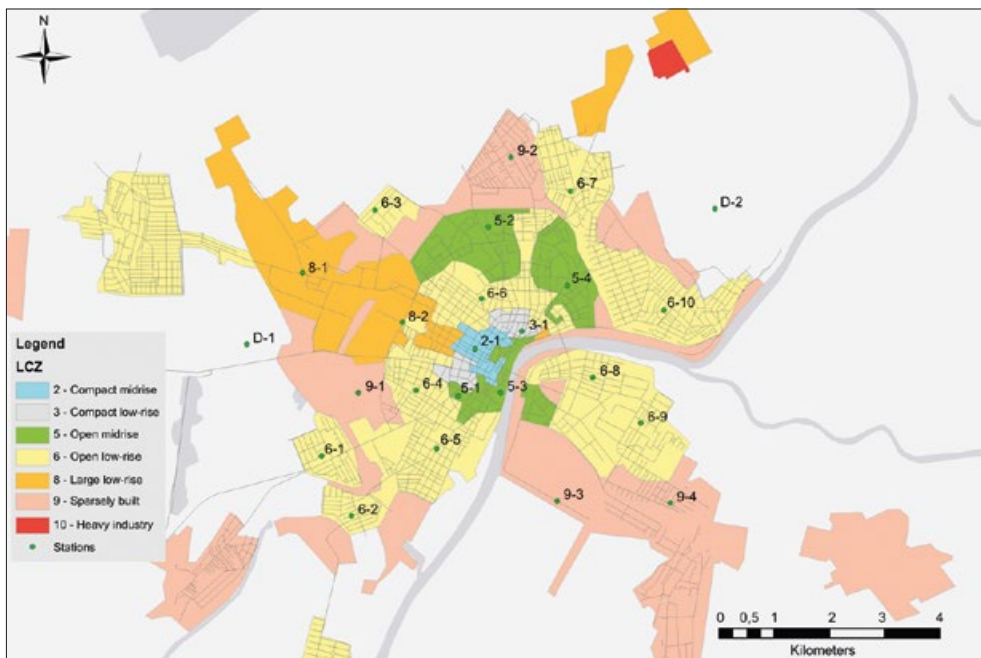 N
9-2
6-7
6-3
D-2
5-2
8-1
5-4
6-6
6-10
8-2
3-1
D-1
2-1
6-8
9-1
6-4
5-1
5-3
6-9
6-1
6-5
9-3
9-4
6-2
Legend
LCZ
2 - Compact midrise
3 - Compact low-rise
5 - Open midrise
6 - Open low-rise
8 - Large low-rise
9 - Sparsely built
10 - Heavy industry
Stations
0 0,5 1 2 3 4
Kilometers